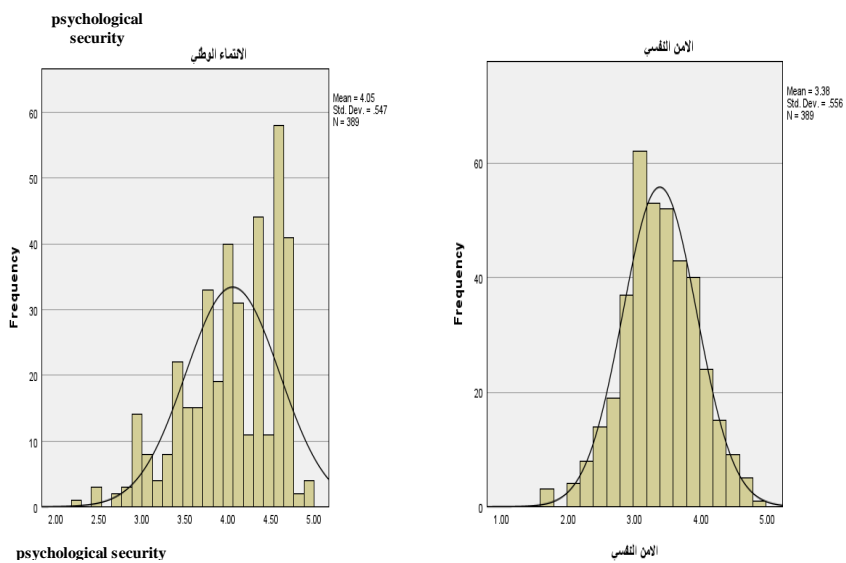 psychological
security
الانتماء الوطني
Mean = 4.05
Std. Dev. = .547
N = 389
Frequency
60
50
40
30
20
10
0
2.00 2.50 3.00 3.50 4.00 4.50 5.00
psychological security
الامن النفسي
Mean = 3.38
Std. Dev. = .556
N = 389
Frequency
60
40
20
0
1.00 2.00 3.00 4.00 5.00
الامن النفسي